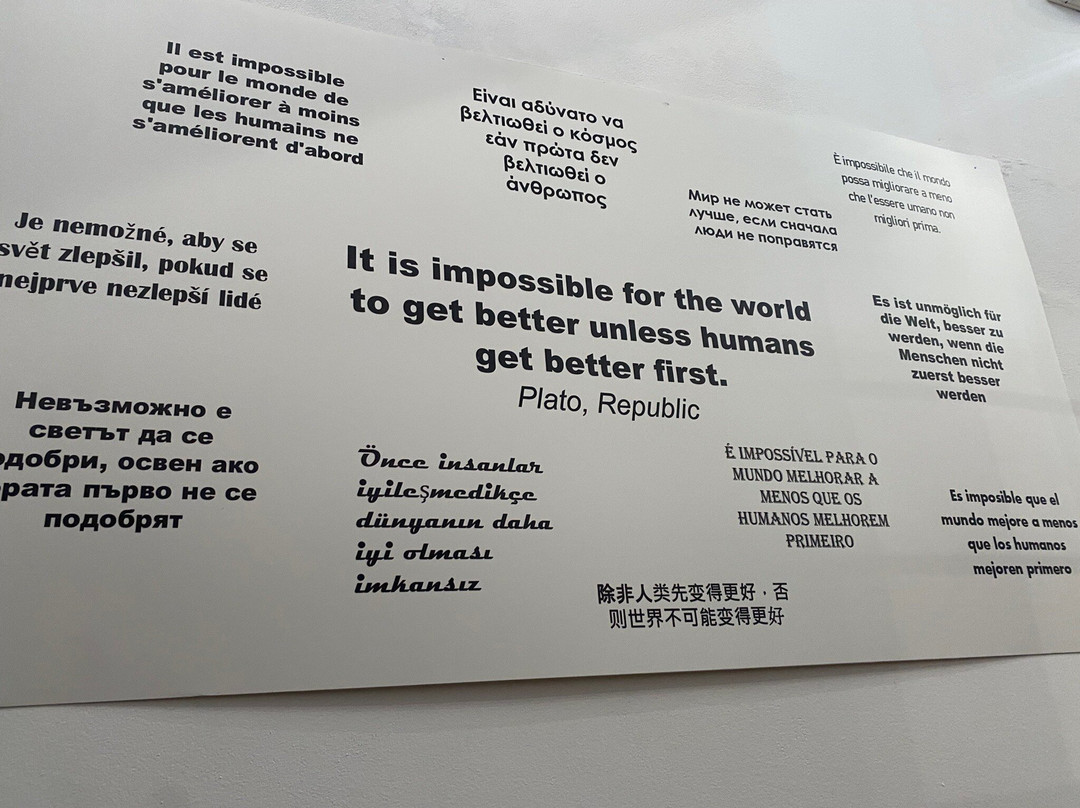 Il est impossible
pour le monde de
s'améliorer à moins
que les humains ne
s'améliorent d'abord
Είναι αδύνατο να
βελτιωθεί ο κόσμος
εάν πρώτα δεν
βελτιωθεί ο
άνθρωπος
È impossibile che il mondo
possa migliorare a meno
che l'essere umano non
migliori prima.
Мир не может стать
лучше, если сначала
люди не поправятся
Je nemožné, aby se
svět zlepšil, pokud se
nejprve nezlepší lidé
It is impossible for the world
to get better unless humans
get better first.
Plato, Republic
Es ist unmöglich für
die Welt, besser zu
werden, wenn die
Menschen nicht
zuerst besser
werden
Невъзможно е
светът да се
одобри, освен ако
рата първо не се
подобрят
Önce insanlar
iyileşmedikçe
dünyanın daha
iyi olması
imkansız
É IMPOSSÍVEL PARA O
MUNDO MELHORAR A
MENOS QUE OS
HUMANOS MELHOREM
PRIMEIRO
Es imposible que el
mundo mejore a menos
que los humanos
mejoren primero
除非人类先变得更好，否
则世界不可能变得更好